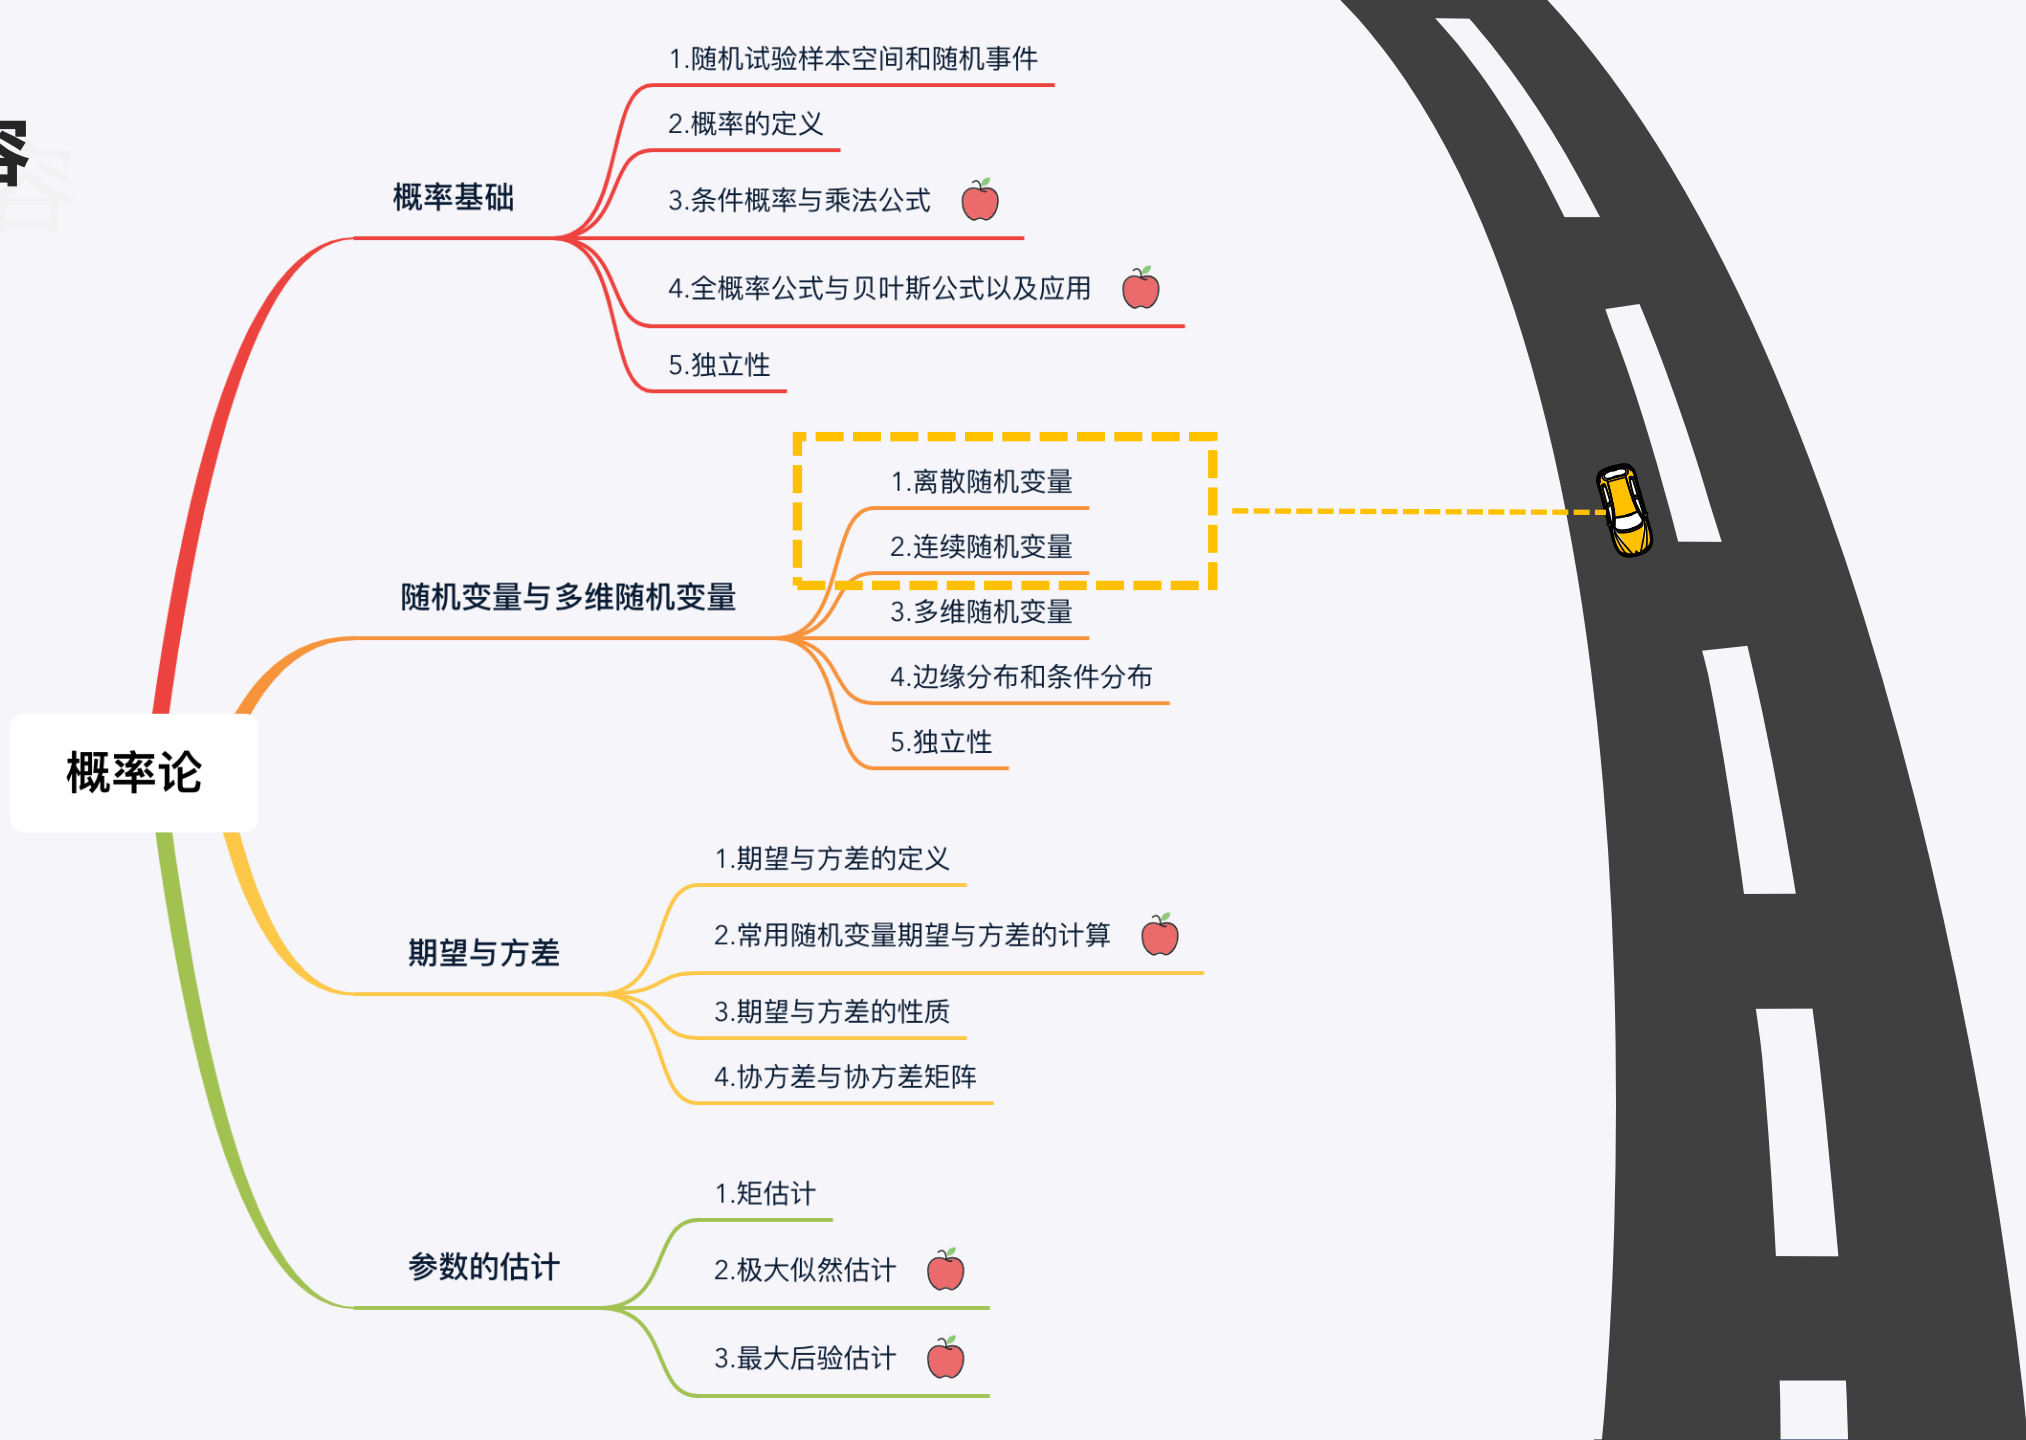 概率论
概率基础
1.随机试验样本空间和随机事件
2.概率的定义
3.条件概率与乘法公式
4.全概率公式与贝叶斯公式以及应用
5.独立性
随机变量与多维随机变量
1.离散随机变量
2.连续随机变量
3.多维随机变量
4.边缘分布和条件分布
5.独立性
期望与方差
1.期望与方差的定义
2.常用随机变量期望与方差的计算
3.期望与方差的性质
4.协方差与协方差矩阵
参数的估计
1.矩估计
2.极大似然估计
3.最大后验估计